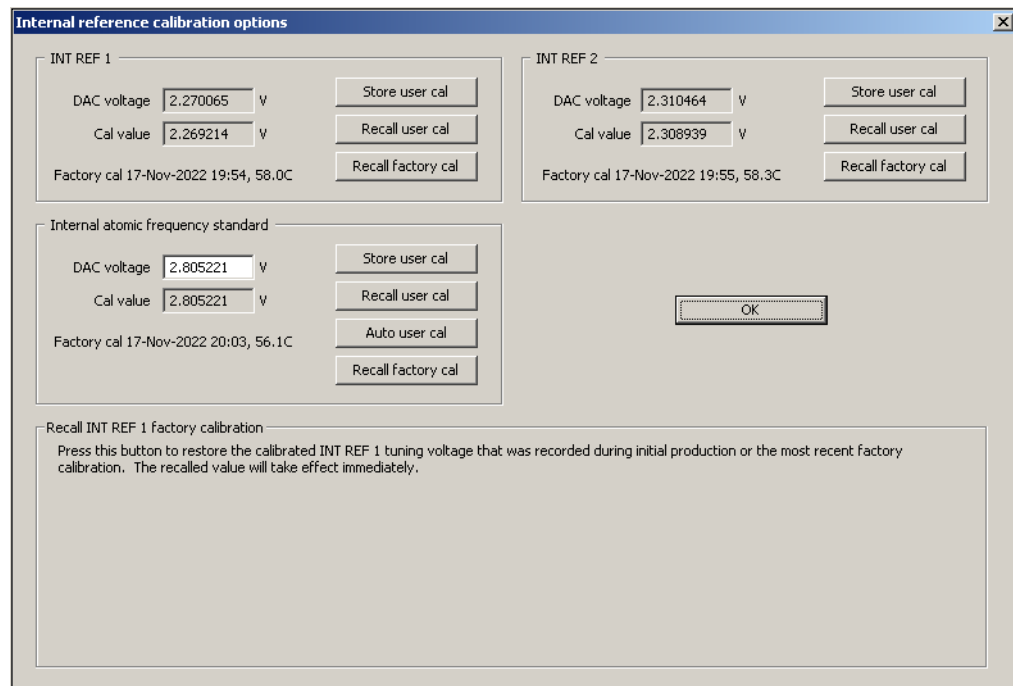 Internal reference calibration options
INT REF 1
DAC voltage 2.270065 V
Store user cal
Cal value 2.269214 V
Recall user cal
Factory cal 17-Nov-2022 19:54, 58.0C
Recall factory cal
INT REF 2
DAC voltage 2.310464 V
Store user cal
Cal value 2.308939 V
Recall user cal
Factory cal 17-Nov-2022 19:55, 58.3C
Recall factory cal
Internal atomic frequency standard
DAC voltage 2.805221 V
Store user cal
Cal value 2.805221 V
Recall user cal
Factory cal 17-Nov-2022 20:03, 56.1C
Auto user cal
Recall factory cal
OK
Recall INT REF 1 factory calibration
Press this button to restore the calibrated INT REF 1 tuning voltage that was recorded during initial production or the most recent factory
calibration. The recalled value will take effect immediately.